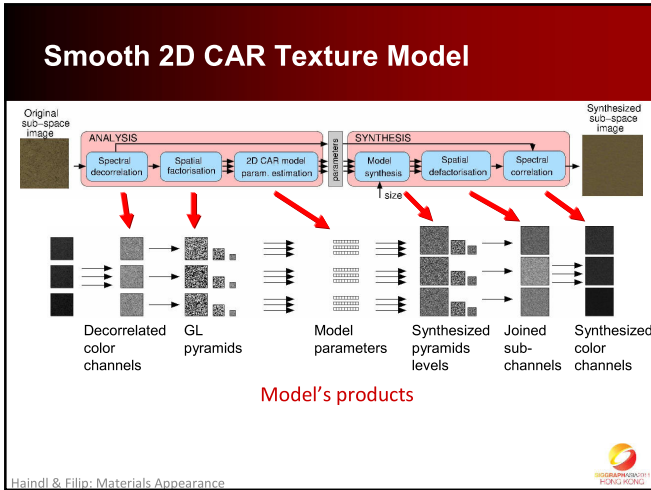 Smooth 2D CAR Texture Model
Original
sub-space
image
ANALYSIS
Spectral
decorrelation
Spatial
factorisation
2D CAR model
param. estimation
parameters
SYNTHESIS
Model
synthesis
Spatial
defactorisation
Spectral
correlation
size
Synthesized
sub-space
image
Decorrelated
color
channels
GL
pyramids
Model
parameters
Synthesized
pyramids
levels
Joined
sub-
channels
Synthesized
color
channels
Model's products
Haindl & Filip: Materials Appearance
HONG KONG